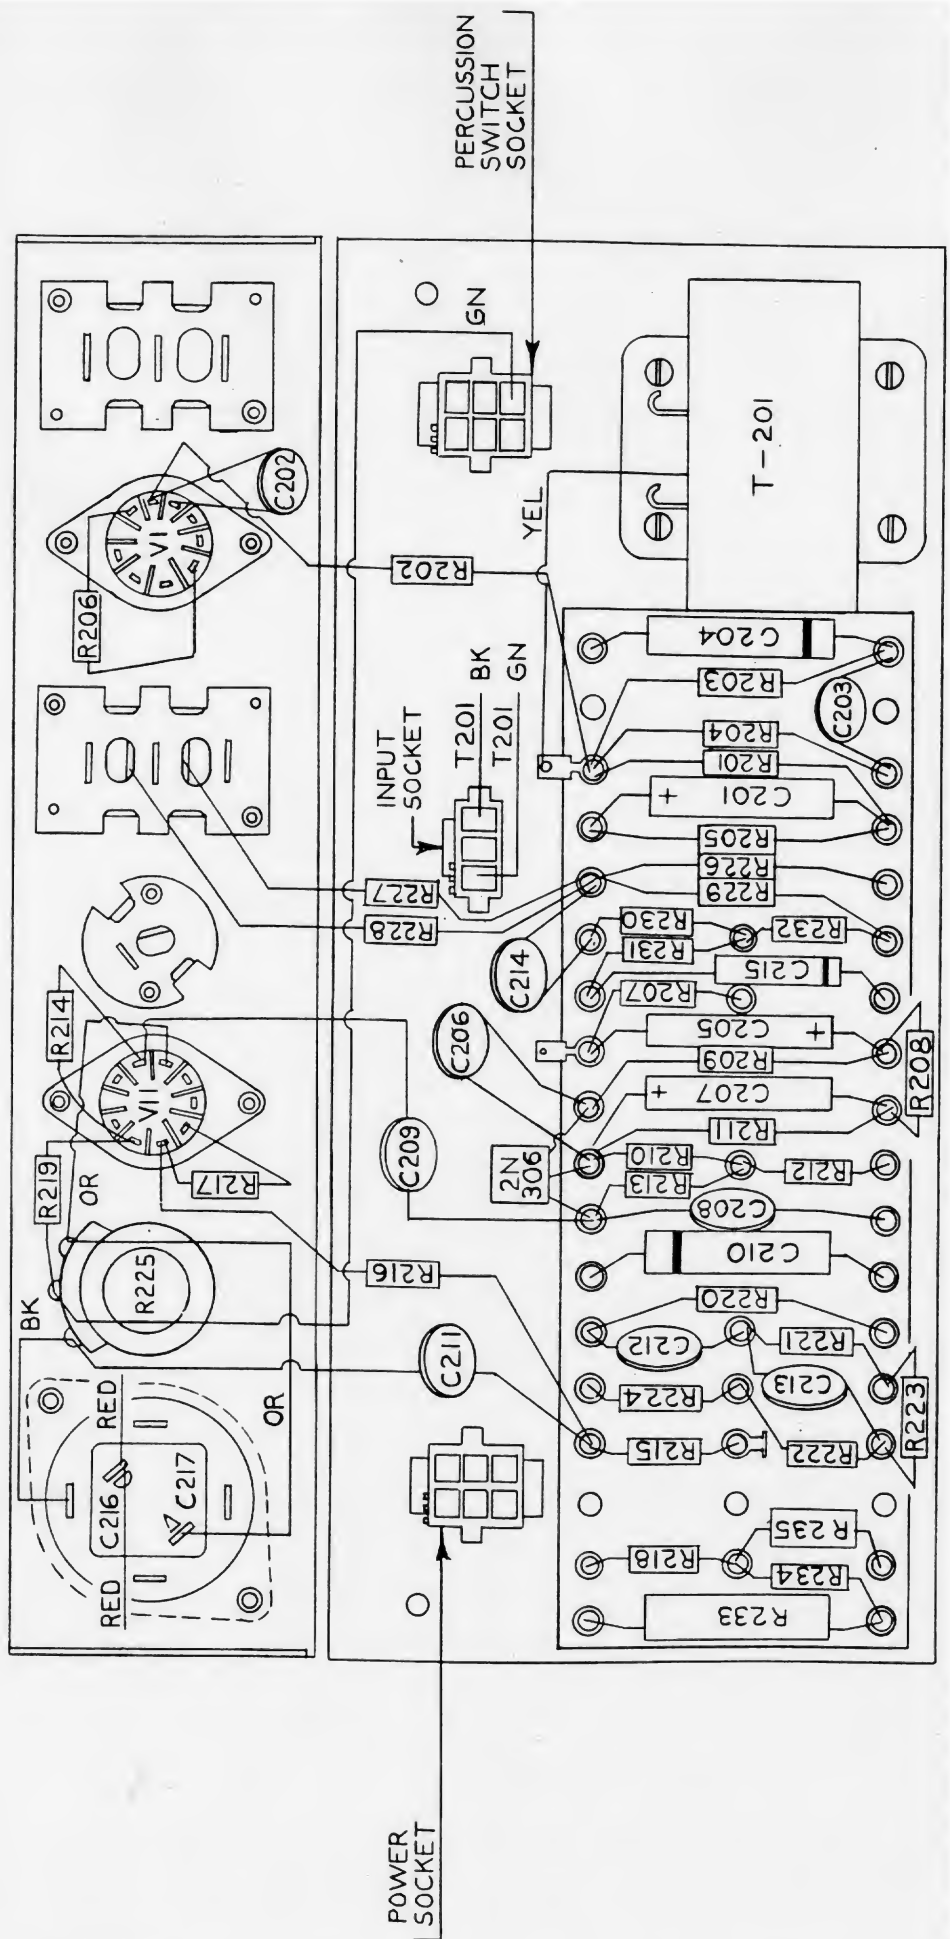 PERCUSSION
SWITCH
SOCKET
GN
YEL
T-201
C202
V1
R206
R202
INPUT
SOCKET
T201 BK
T201 GN
R227
R228
C204
R203
C203
R204
R201
+ C201
R205
R226
R229
C214
R230
R231
R232
C215
R207
C206
C205 +
R209
R208
+ C207
R211
2N
306
R210
R213
R212
C208
C209
C210
R214
V11
R219
OR
R217
R225
BK
R216
C211
R220
C212
R221
R224
C213
R223
R215
R222
R235
R218
R234
R233
RED
C216
C217
RED
OR
POWER
SOCKET